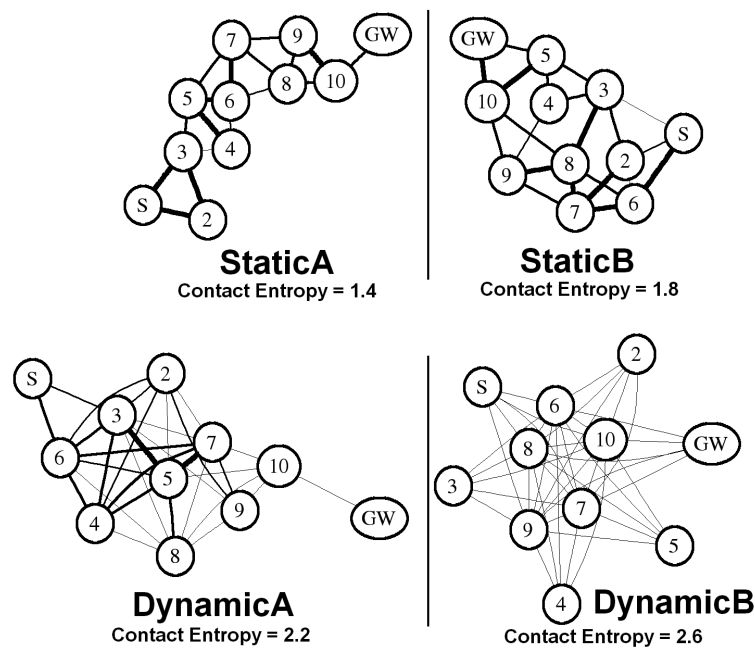 9
GW
7
8
10
5
6
3
4
S
2
StaticA
Contact Entropy = 1.4
GW
5
3
10
4
S
8
2
9
6
7
StaticB
Contact Entropy = 1.8
2
S
3
7
6
5
10
9
4
GW
8
DynamicA
Contact Entropy = 2.2
2
S
6
10
GW
8
3
7
9
5
4
DynamicB
Contact Entropy = 2.6